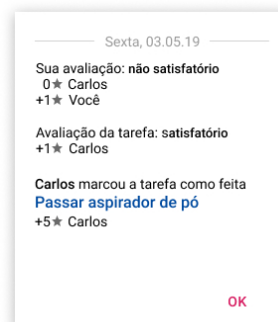 Sexta, 03.05.19
Sua avaliação: não satisfatório
0★ Carlos
+1★ Você
Avaliação da tarefa: satisfatório
+1★ Carlos
Carlos marcou a tarefa como feita
Passar aspirador de pó
+5★ Carlos
OK